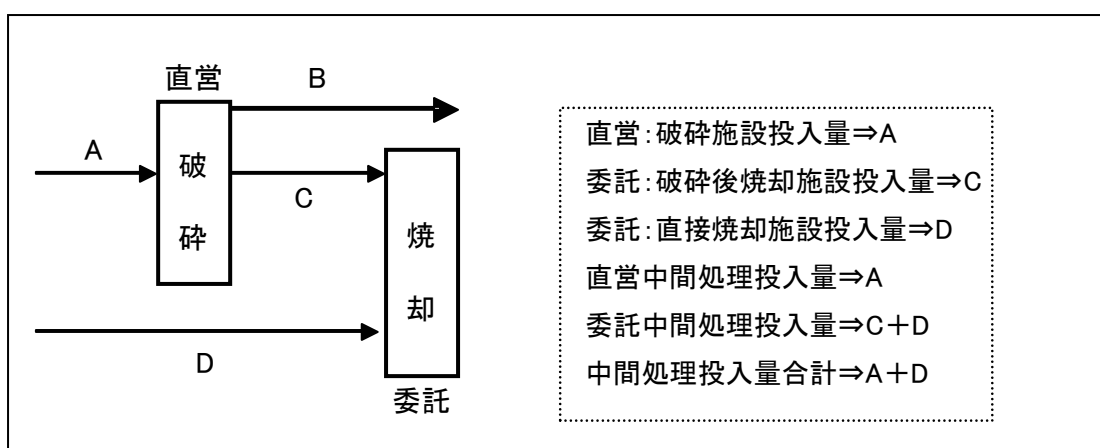 直営
B
A
破
砕
C
焼
却
D
委託
直営:破砕施設投入量⇒A
委託:破砕後焼却施設投入量⇒C
委託:直接焼却施設投入量⇒D
直営中間処理投入量⇒A
委託中間処理投入量⇒C＋D
中間処理投入量合計⇒A＋D